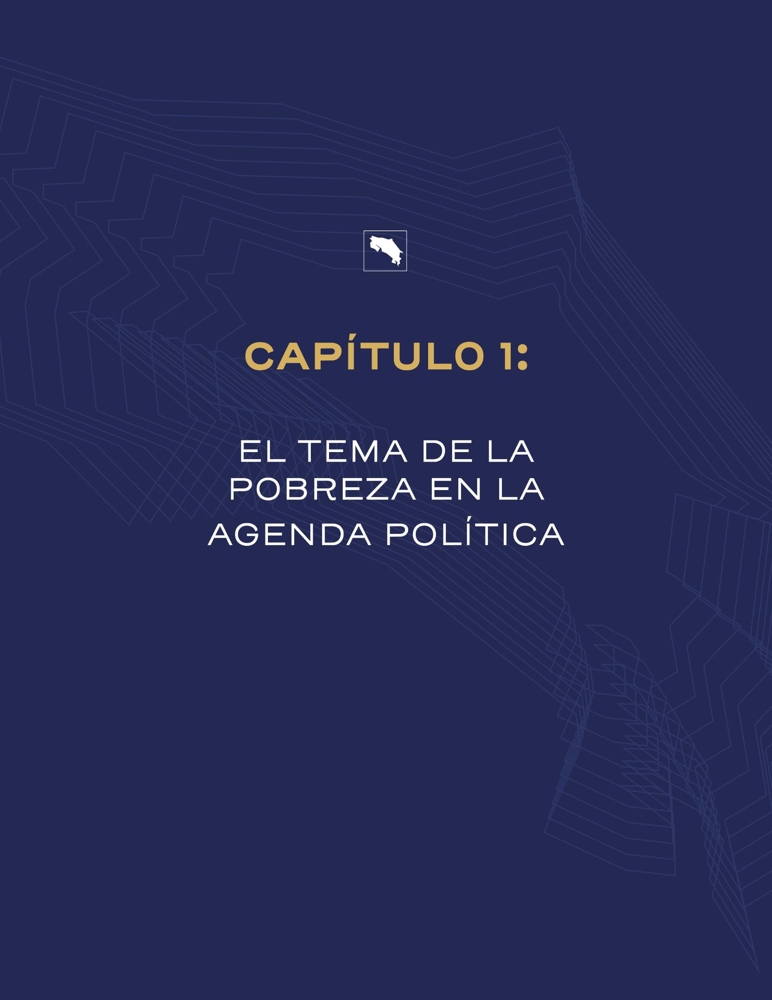 CAPÍTULO 1:
EL TEMA DE LA
POBREZA EN LA
AGENDA POLÍTICA